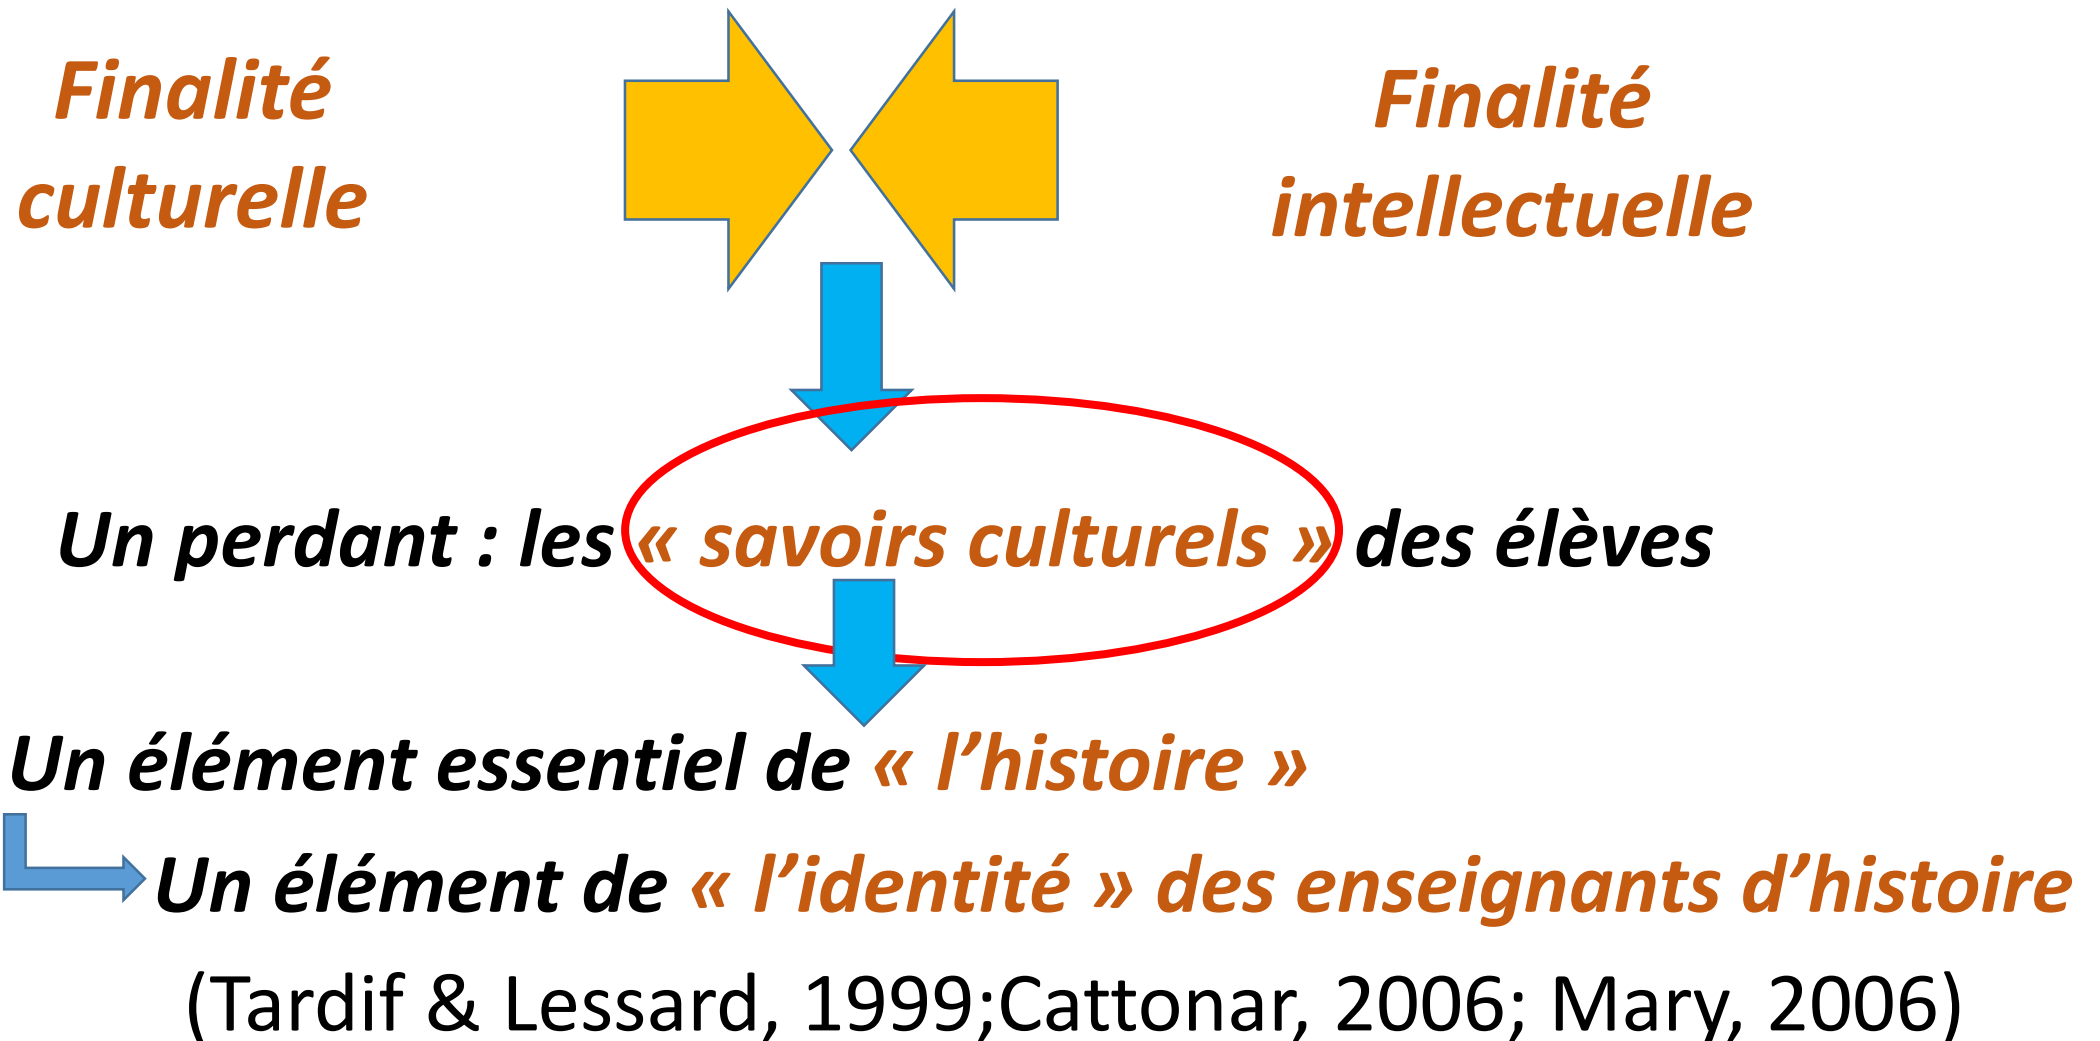 Finalité
culturelle
Finalité
intellectuelle
Un perdant : les « savoirs culturels » des élèves
Un élément essentiel de « l’histoire »
Un élément de « l’identité » des enseignants d’histoire
(Tardif & Lessard, 1999;Cattonar, 2006; Mary, 2006)